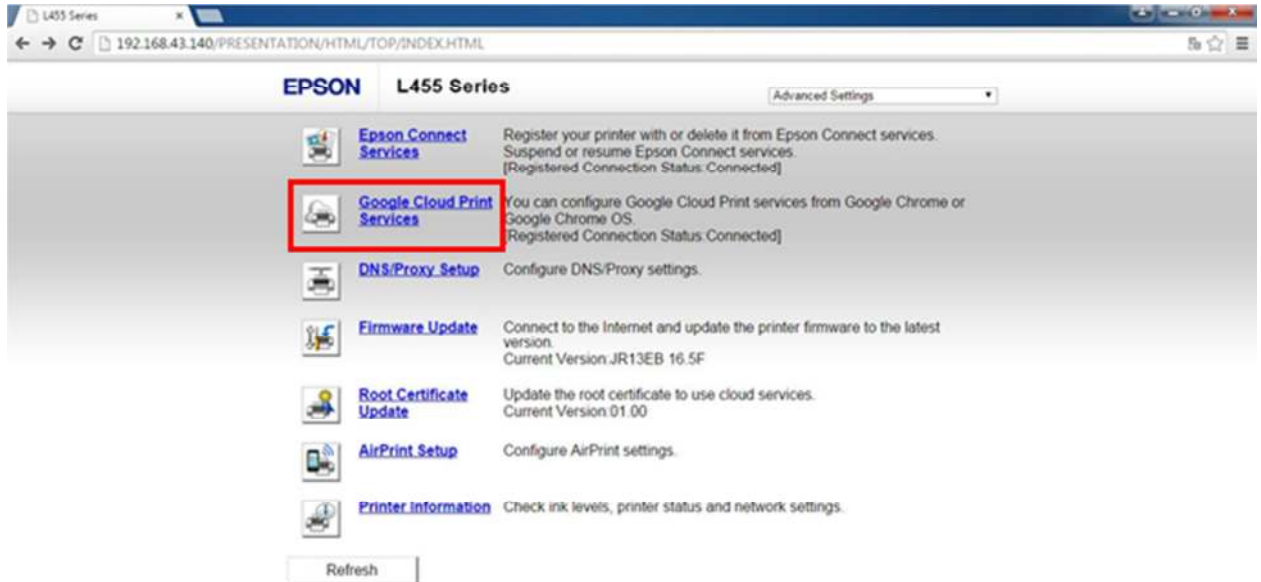 L455 Series
192.168.43.140/PRESENTATION/HTML/TOP/INDEX.HTML
EPSON L455 Series
Advanced Settings
Epson Connect Services
Register your printer with or delete it from Epson Connect services.
Suspend or resume Epson Connect services.
[Registered Connection Status:Connected]
Google Cloud Print Services
You can configure Google Cloud Print services from Google Chrome or
Google Chrome OS.
[Registered Connection Status:Connected]
DNS/Proxy Setup
Configure DNS/Proxy settings.
Firmware Update
Connect to the Internet and update the printer firmware to the latest
version.
Current Version:JR13EB 16.5F
Root Certificate Update
Update the root certificate to use cloud services.
Current Version:01.00
AirPrint Setup
Configure AirPrint settings.
Printer Information
Check ink levels, printer status and network settings.
Refresh